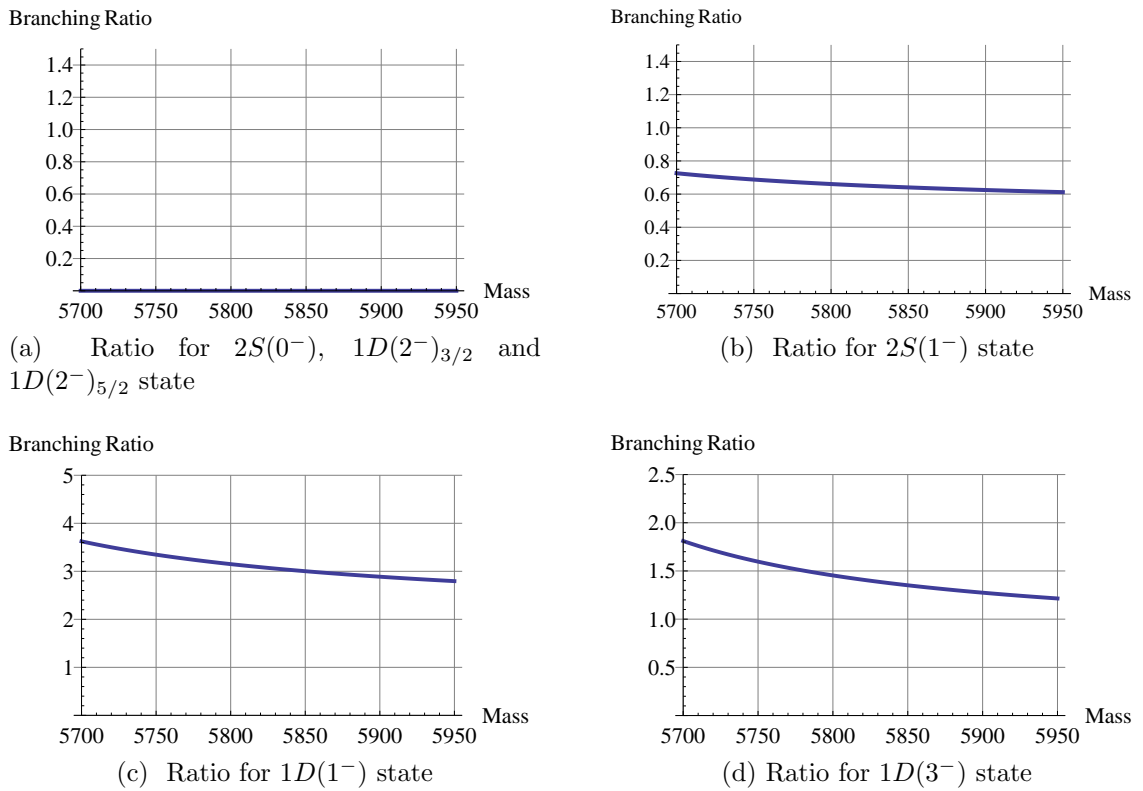 Branching Ratio
1.4
1.2
1.0
0.8
0.6
0.4
0.2
5700 5750 5800 5850 5900 5950
Mass
(a) Ratio for 2S(0⁻), 1D(2⁻)₃/₂ and
1D(2⁻)₅/₂ state
Branching Ratio
1.4
1.2
1.0
0.8
0.6
0.4
0.2
5700 5750 5800 5850 5900 5950
Mass
(b) Ratio for 2S(1⁻) state
Branching Ratio
5
4
3
2
1
5700 5750 5800 5850 5900 5950
Mass
(c) Ratio for 1D(1⁻) state
Branching Ratio
2.5
2.0
1.5
1.0
0.5
5700 5750 5800 5850 5900 5950
Mass
(d) Ratio for 1D(3⁻) state